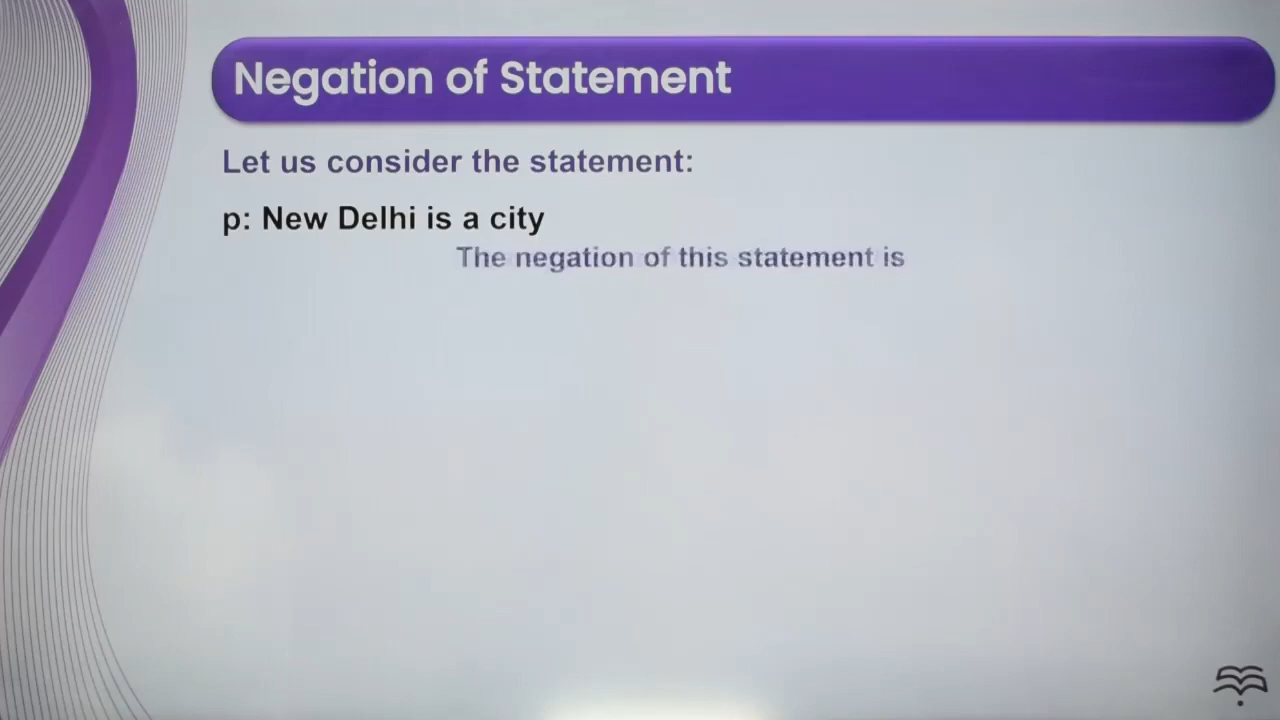 Negation of Statement
Let us consider the statement:
p: New Delhi is a city
The negation of this statement is